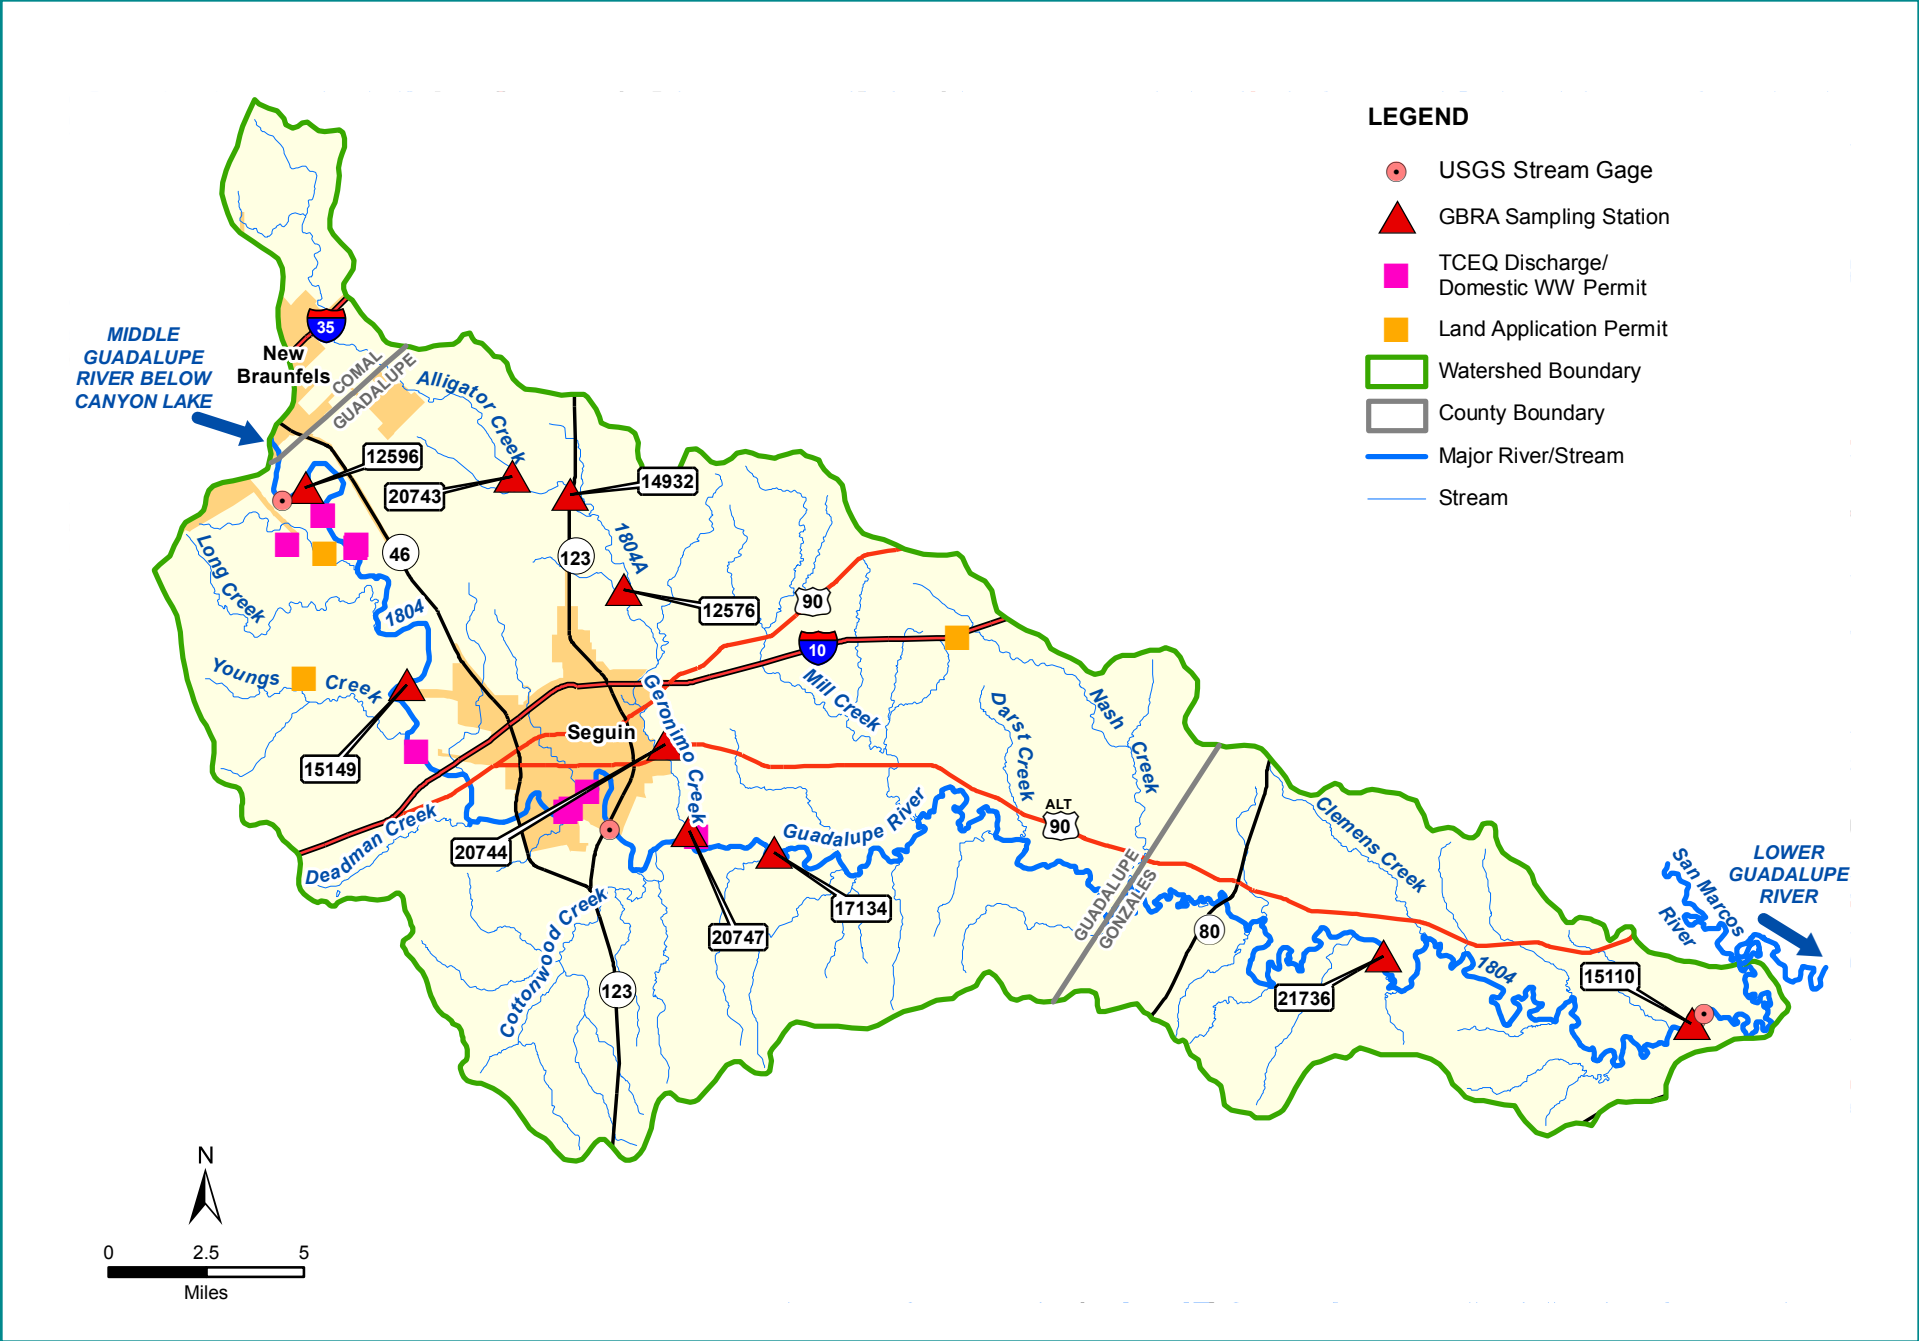 LEGEND
USGS Stream Gage
GBRA Sampling Station
TCEQ Discharge/
Domestic WW Permit
Land Application Permit
Watershed Boundary
County Boundary
Major River/Stream
Stream
35
MIDDLE
GUADALUPE
RIVER BELOW
CANYON LAKE
New
Braunfels
COMAL
GUADALUPE
Alligator Creek
12596
20743
14932
46
123
1804A
Long Creek
1804
12576
90
10
Youngs Creek
Mill Creek
Geronimo Creek
Darst Creek
Nash Creek
Seguin
15149
Deadman Creek
20744
Guadalupe River
ALT
90
Clemens Creek
San Marcos
River
LOWER
GUADALUPE
RIVER
17134
20747
GUADALUPE
GONZALES
80
Cottonwood Creek
123
21736
1804
15110
N
0 2.5 5
Miles